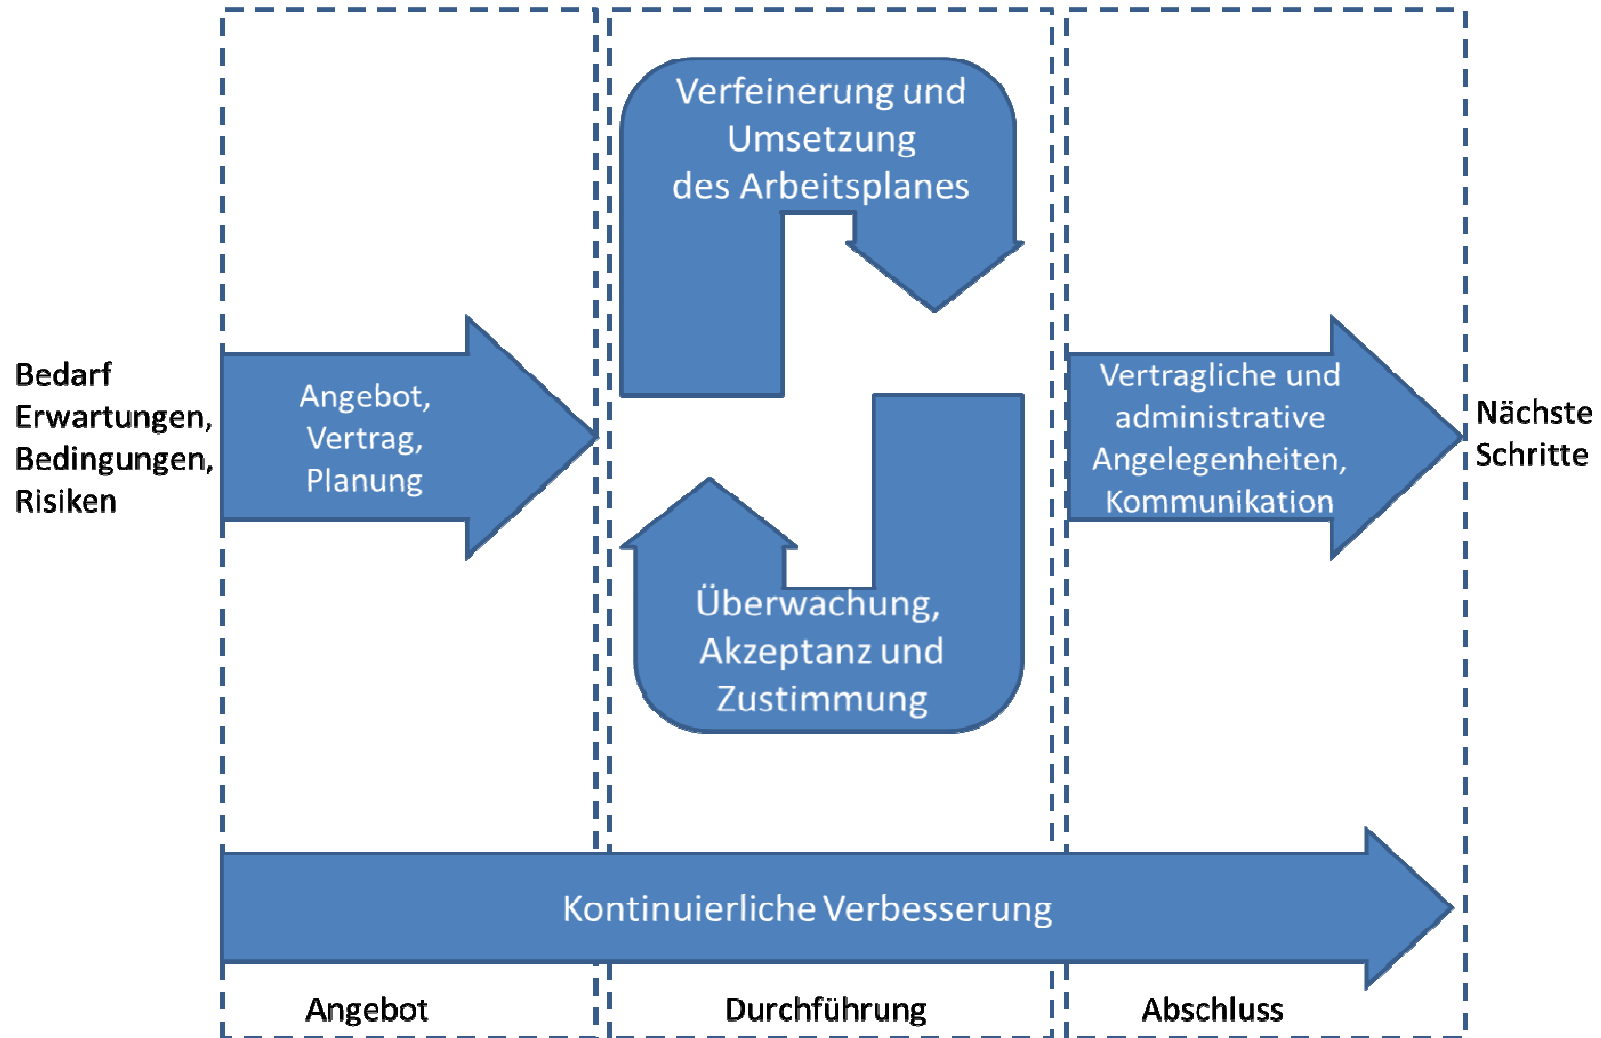 Bedarf
Erwartungen,
Bedingungen,
Risiken
Angebot,
Vertrag,
Planung
Verfeinerung und
Umsetzung
des Arbeitsplanes
Überwachung,
Akzeptanz und
Zustimmung
Vertragliche und
administrative
Angelegenheiten,
Kommunikation
Nächste
Schritte
Kontinuierliche Verbesserung
Angebot
Durchführung
Abschluss